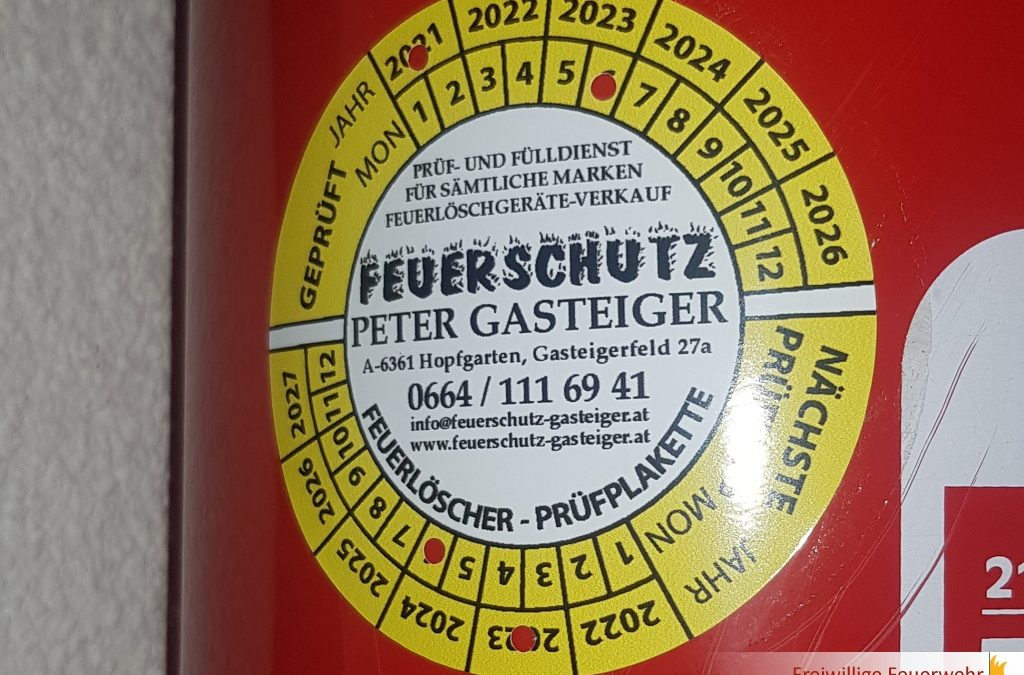 GEPRÜFT
JAHR 2021 2022 2023 2024 2025 2026
MON 1 2 3 4 5 7 8 9 10 11 12
PRÜF- UND FÜLLDIENST
FÜR SÄMTLICHE MARKEN
FEUERLÖSCHGERÄTE-VERKAUF
FEUERSCHUTZ
PETER GASTEIGER
A-6361 Hopfgarten, Gasteigerfeld 27a
0664 / 111 69 41
info@feuerschutz-gasteiger.at
www.feuerschutz-gasteiger.at
FEUERLÖSCHER - PRÜFPLAKETTE
NÄCHSTE
MON 1 2 3 4 5 7 8 9 10 11 12
JAHR 2022 2023 2024 2025 2026 2027
Freiwillige Feuerwehr